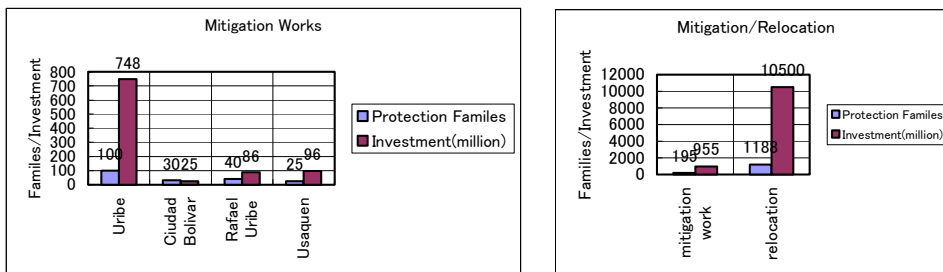 Mitigation Works
Familes/Investment
800
700
600
500
400
300
200
100
0
748
100
30
25
40
86
25
96
Uribe
Ciudad
Bolivar
Rafael
Uribe
Usaquen
Protection Familes
Investment(million)
Mitigation/Relocation
Families/Investment
12000
10000
8000
6000
4000
2000
0
195
955
1188
10500
mitigation
work
relocation
Protection Familes
Investment(million)